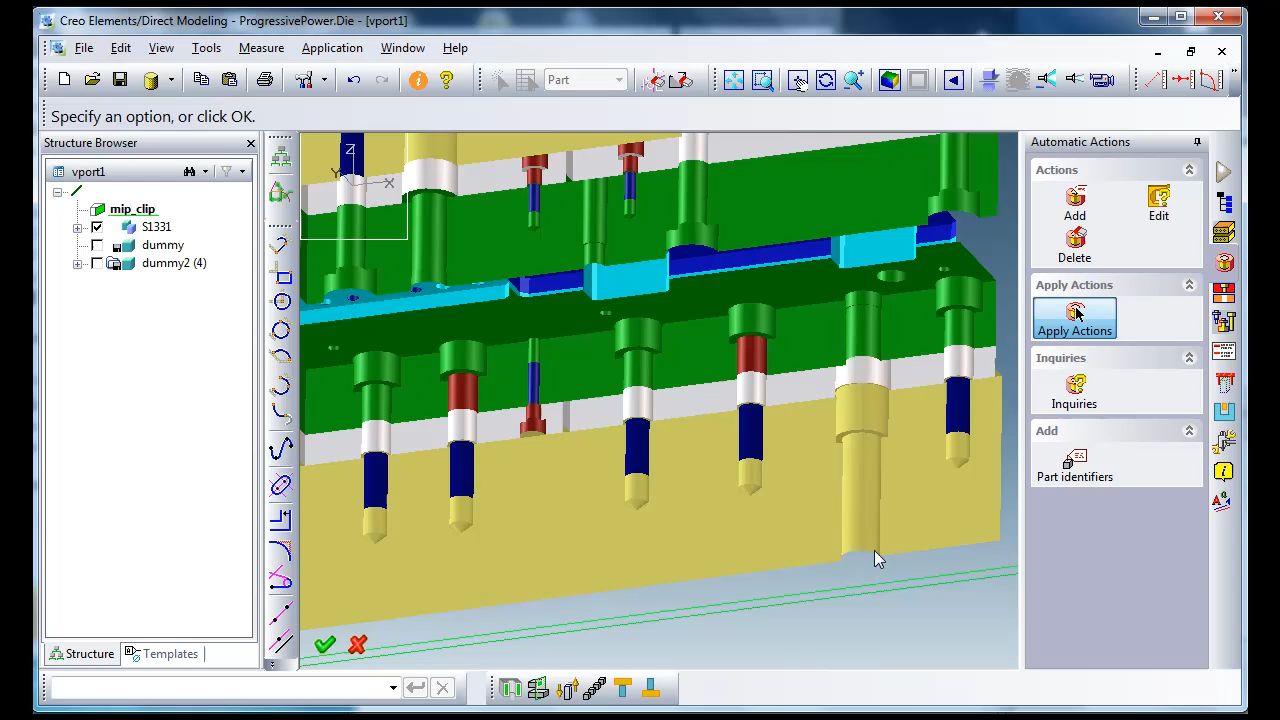 Creo Elements/Direct Modeling - ProgressivePower.Die - [vport1]
File Edit View Tools Measure Application Window Help
Part
Specify an option, or click OK.
Structure Browser
vport1
mip_clip
S1331
dummy
dummy2 (4)
Structure
Templates
Z
Y
X
Automatic Actions
Actions
Add
Edit
Delete
Apply Actions
Apply Actions
Inquiries
Inquiries
Add
Part identifiers